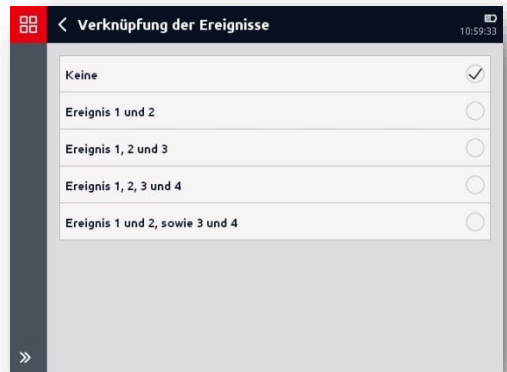 Verknüpfung der Ereignisse
10:59:33
Keine
Ereignis 1 und 2
Ereignis 1, 2 und 3
Ereignis 1, 2, 3 und 4
Ereignis 1 und 2, sowie 3 und 4